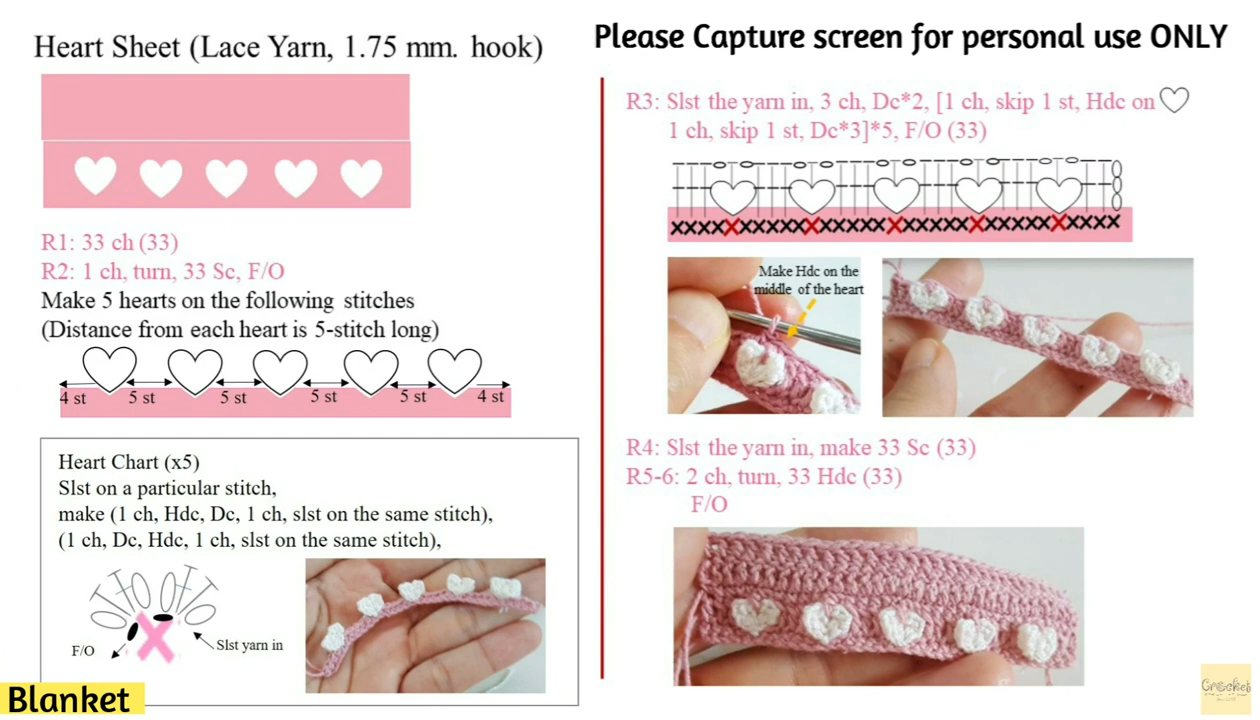 Heart Sheet (Lace Yarn, 1.75 mm. hook)
R1: 33 ch (33)
R2: 1 ch, turn, 33 Sc, F/O
Make 5 hearts on the following stitches
(Distance from each heart is 5-stitch long)
4 st 5 st 5 st 5 st 5 st 4 st
Heart Chart (x5)
Slst on a particular stitch,
make (1 ch, Hdc, Dc, 1 ch, slst on the same stitch),
(1 ch, Dc, Hdc, 1 ch, slst on the same stitch),
F/O
Slst yarn in
Blanket
Please Capture screen for personal use ONLY
R3: Slst the yarn in, 3 ch, Dc*2, [1 ch, skip 1 st, Hdc on
1 ch, skip 1 st, Dc*3]*5, F/O (33)
Make Hdc on the
middle of the heart
R4: Slst the yarn in, make 33 Sc (33)
R5-6: 2 ch, turn, 33 Hdc (33)
F/O
Crochet